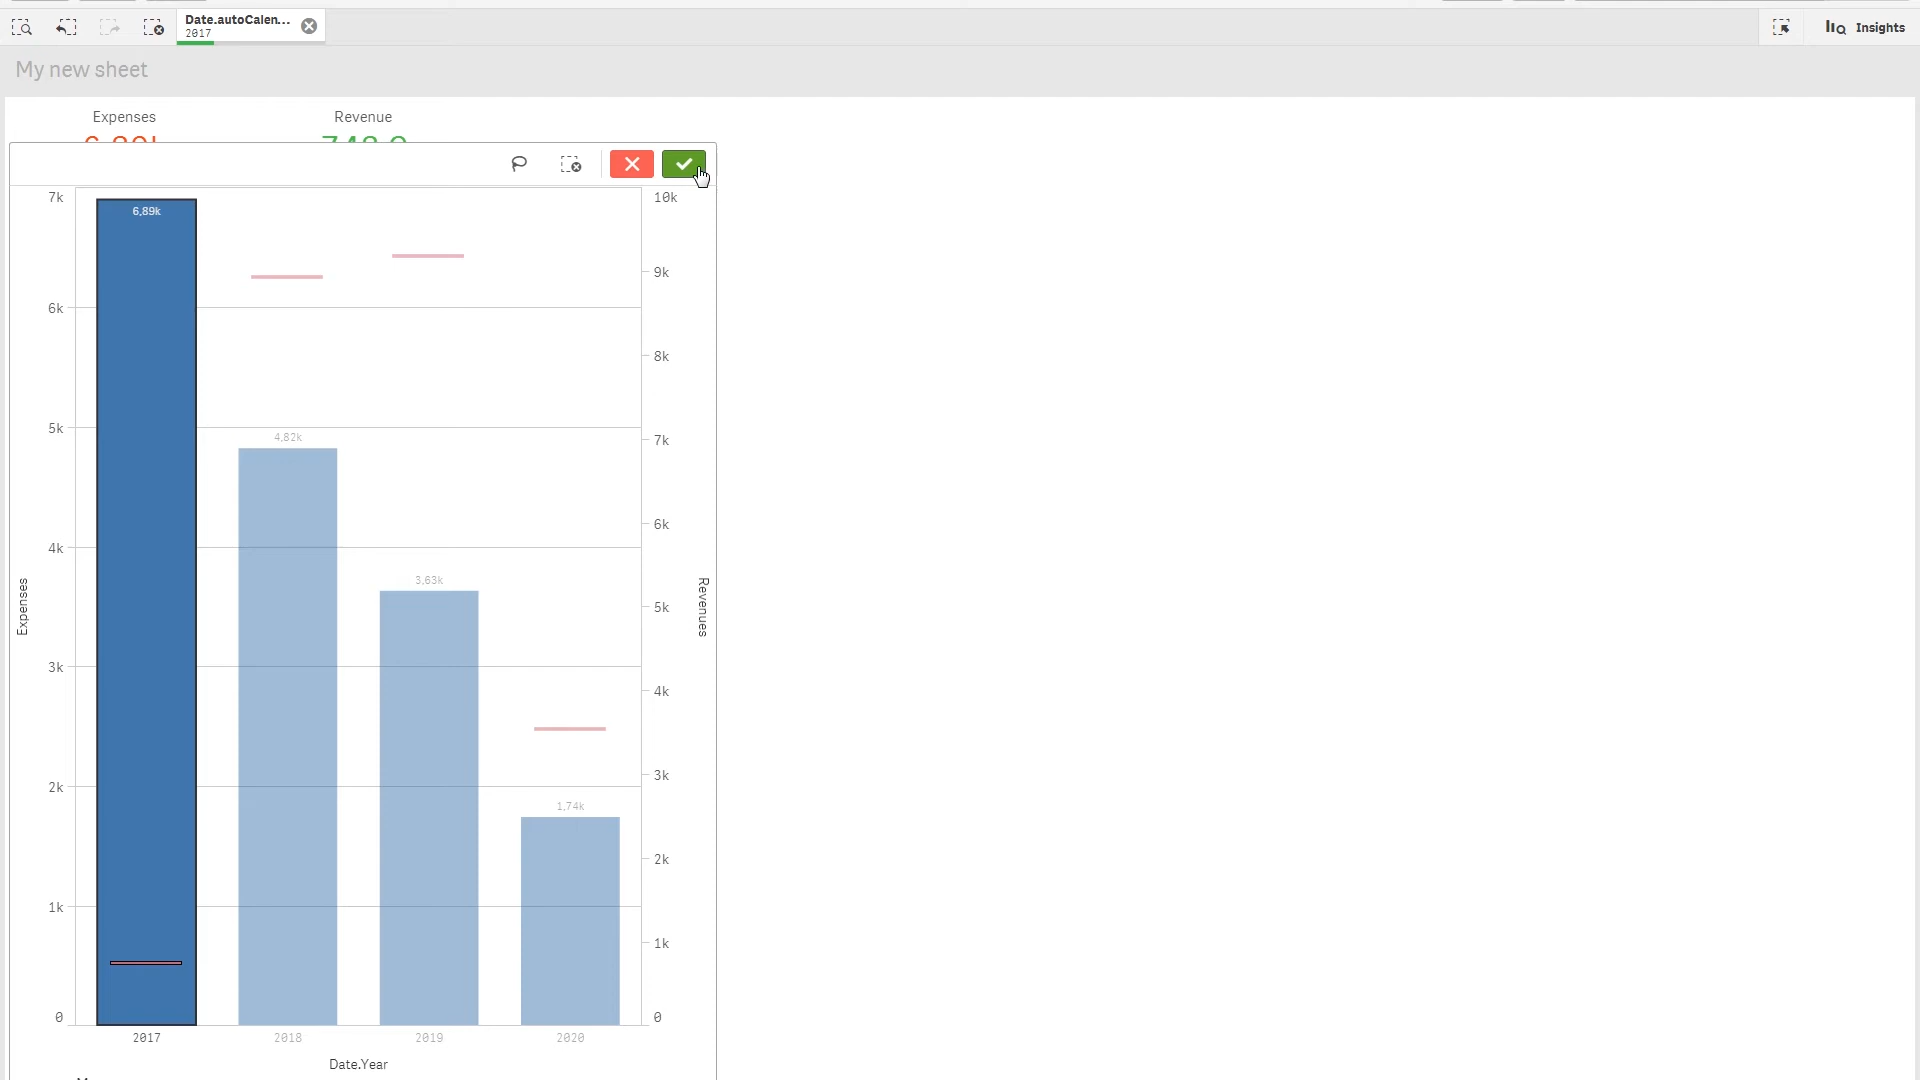 Date.autoCalen...
2017
Insights
My new sheet
Expenses
Revenue
7k
6k
5k
4k
3k
2k
1k
0
Expenses
6,89k
4,82k
3,63k
1,74k
10k
9k
8k
7k
6k
5k
4k
3k
2k
1k
0
Revenues
2017
2018
2019
2020
Date.Year